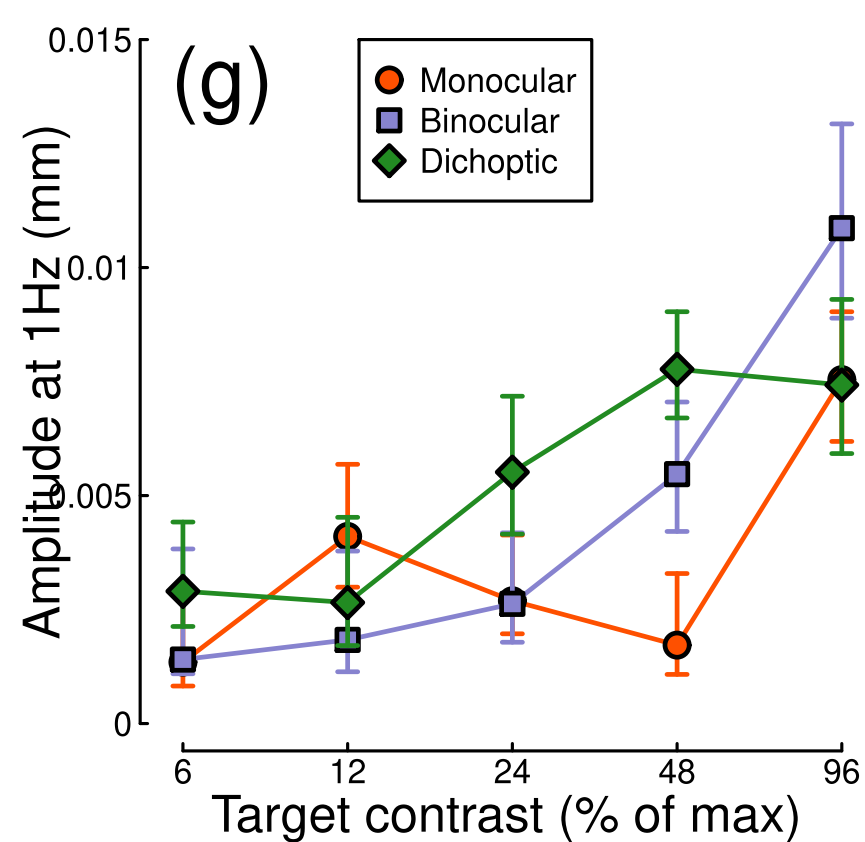 (g)
Monocular
Binocular
Dichoptic
Amplitude at 1Hz (mm)
0.015
0.01
0.005
0
6 12 24 48 96
Target contrast (% of max)